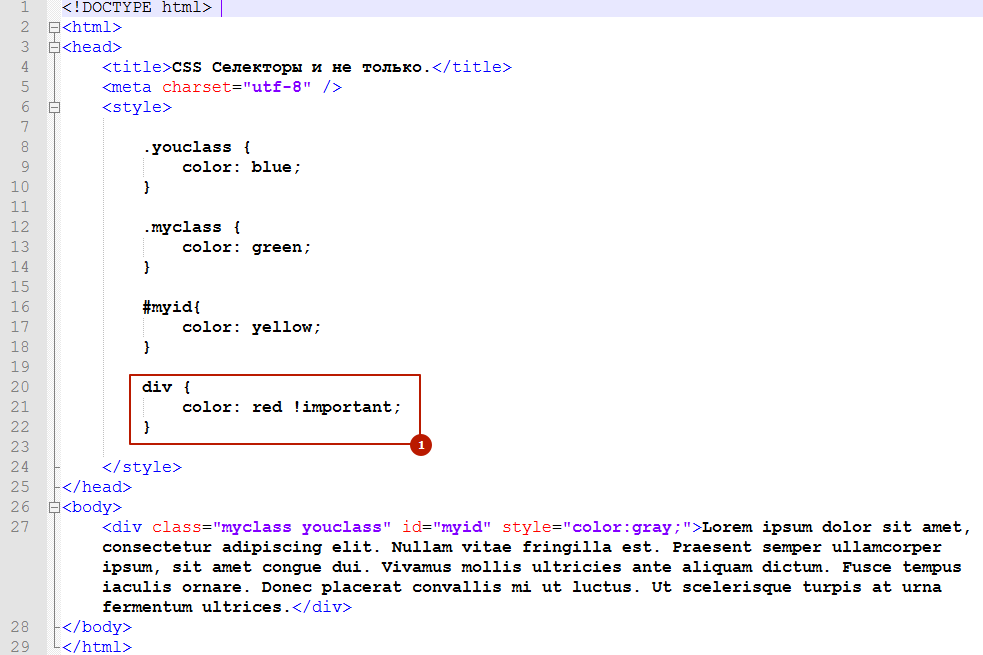 1 <!DOCTYPE html>
2 <html>
3 <head>
4 <title>CSS Селекторы и не только.</title>
5 <meta charset="utf-8" />
6 <style>
7
8 .youclass {
9 color: blue;
10 }
11
12 .myclass {
13 color: green;
14 }
15
16 #myid{
17 color: yellow;
18 }
19
20 div {
21 color: red !important;
22 }
1
23
24 </style>
25 </head>
26 <body>
27 <div class="myclass youclass" id="myid" style="color:gray;">Lorem ipsum dolor sit amet,
consectetur adipiscing elit. Nullam vitae fringilla est. Praesent semper ullamcorper
ipsum, sit amet congue dui. Vivamus mollis ultricies ante aliquam dictum. Fusce tempus
iaculis ornare. Donec placerat convallis mi ut luctus. Ut scelerisque turpis at urna
fermentum ultrices.</div>
28 </body>
29 </html>